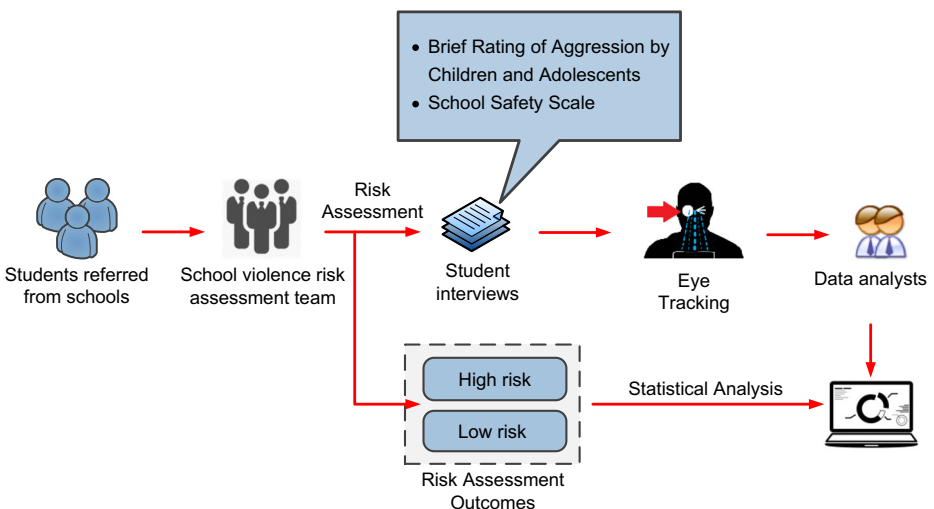 • Brief Rating of Aggression by
Children and Adolescents
• School Safety Scale
Risk
Assessment
Students referred
from schools
School violence risk
assessment team
Student
interviews
Eye
Tracking
Data analysts
High risk
Low risk
Statistical Analysis
Risk Assessment
Outcomes